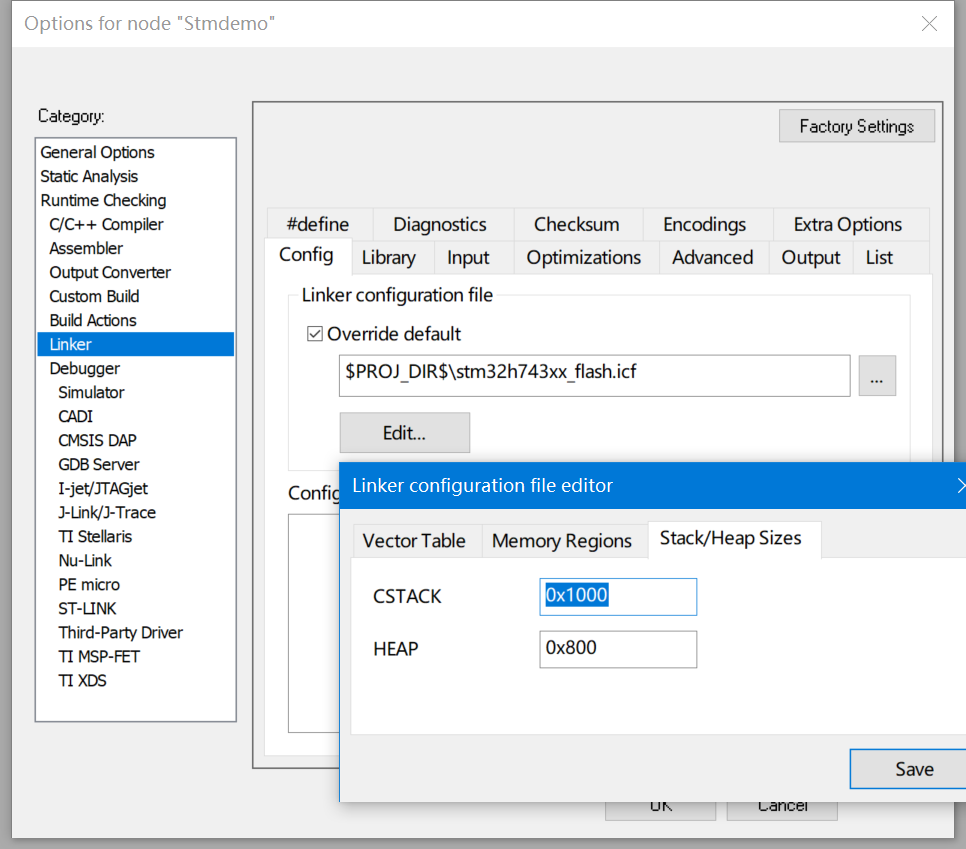 Options for node "Stmdemo"
Category:
Factory Settings
General Options
Static Analysis
Runtime Checking
C/C++ Compiler
Assembler
Output Converter
Custom Build
Build Actions
Linker
Debugger
Simulator
CADI
CMSIS DAP
GDB Server
I-jet/JTAGjet
J-Link/J-Trace
TI Stellaris
Nu-Link
PE micro
ST-LINK
Third-Party Driver
TI MSP-FET
TI XDS
#define Diagnostics Checksum Encodings Extra Options
Config Library Input Optimizations Advanced Output List
Linker configuration file
Override default
$PROJ_DIR$\stm32h743xx_flash.icf
...
Edit...
Config
Linker configuration file editor
Vector Table Memory Regions Stack/Heap Sizes
CSTACK 0x1000
HEAP 0x800
Save
OK Cancel